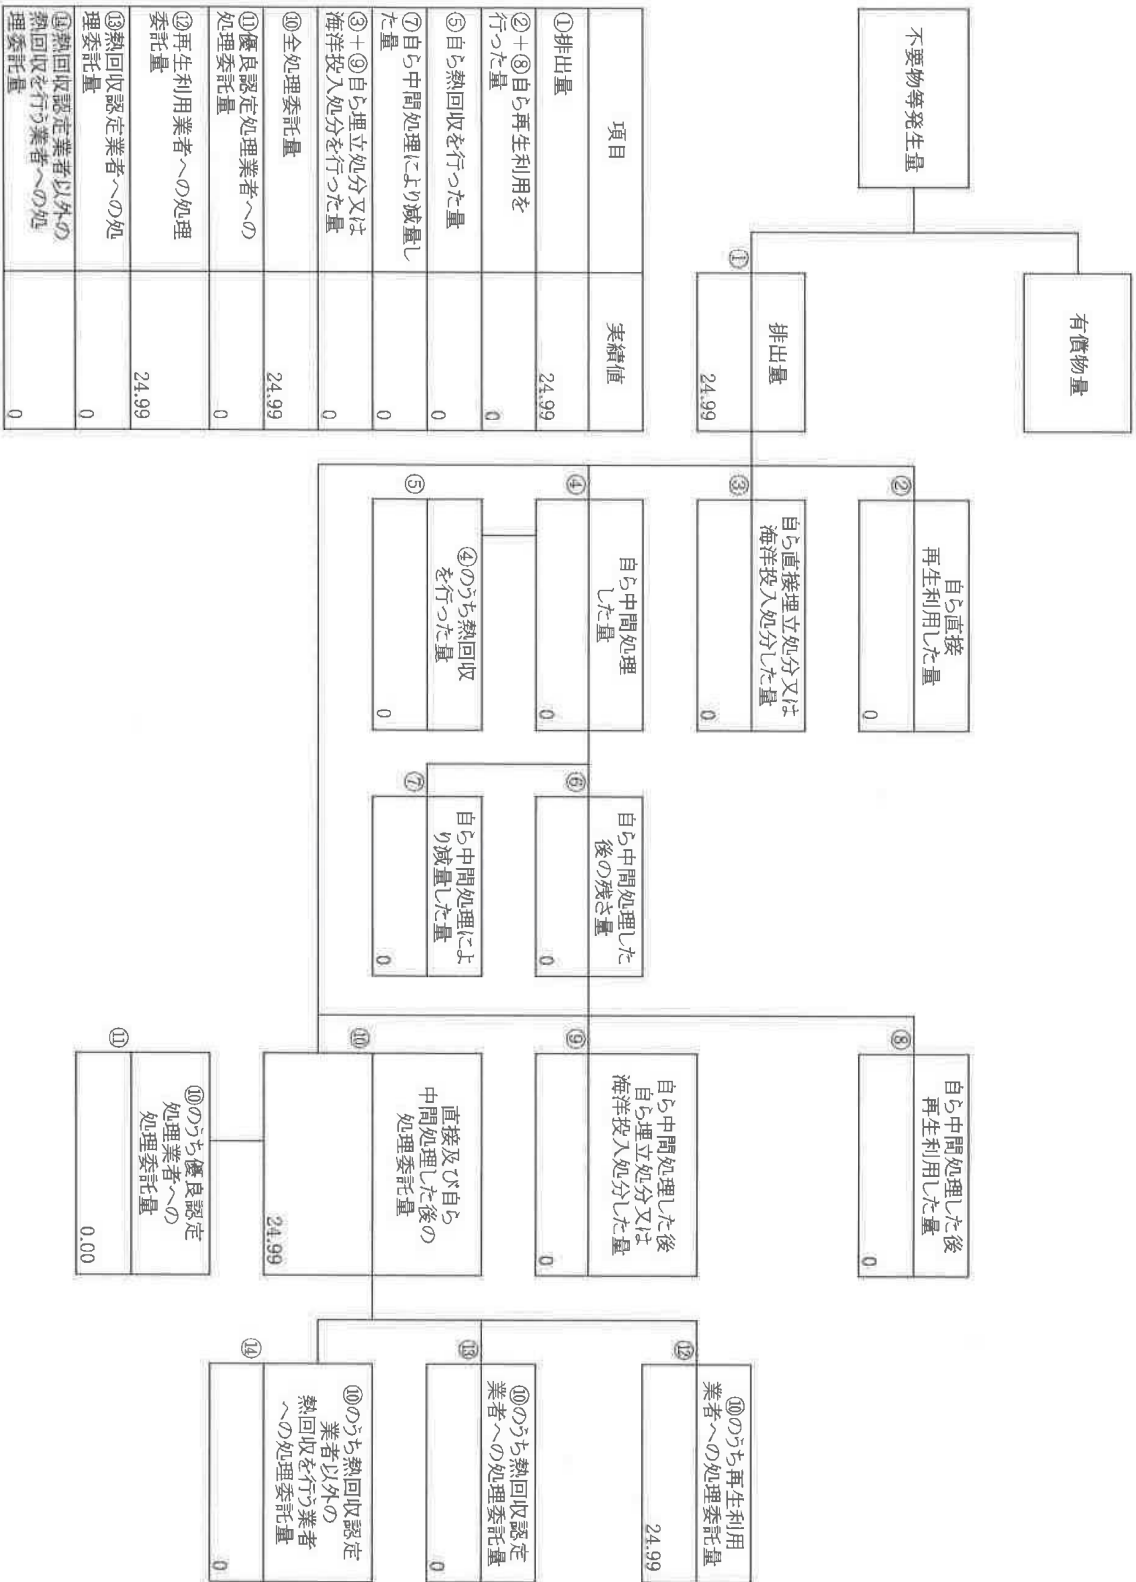 不要物等発生量
有償物量
①
排出量
24.99
②
自ら直接
再生利用した量
0
③
自ら直接埋立処分又は
海洋投入処分した量
0
④
自ら中間処理
した量
0
⑤
④のうち熱回収
を行った量
0
⑥
自ら中間処理した
後の残さ量
0
⑦
自ら中間処理によ
り減量した量
0
⑧
自ら中間処理した後
再生利用した量
0
⑨
自ら中間処理した後
自ら埋立処分又は
海洋投入処分した量
0
⑩
直接及び自ら
中間処理した後の
処理委託量
24.99
⑪
⑩のうち優良認定
処理業者への
処理委託量
0.00
⑫
⑩のうち再生利用
業者への処理委託量
24.99
⑬
⑩のうち熱回収認定
業者への処理委託量
0
⑭
⑩のうち熱回収認定
業者以外の
熱回収を行う業者
への処理委託量
0
項目 実績値
①排出量 24.99
②+⑧自ら再生利用を
行った量 0
⑤自ら熱回収を行った量 0
⑦自ら中間処理により減量し
た量 0
③+⑨自ら埋立処分又は
海洋投入処分を行った量 0
⑩全処理委託量 24.99
⑪優良認定処理業者への
処理委託量 0
⑫再生利用業者への処理
委託量 24.99
⑬熱回収認定業者への処
理委託量 0
⑭熱回収認定業者以外の
熱回収を行う業者への処
理委託量 0